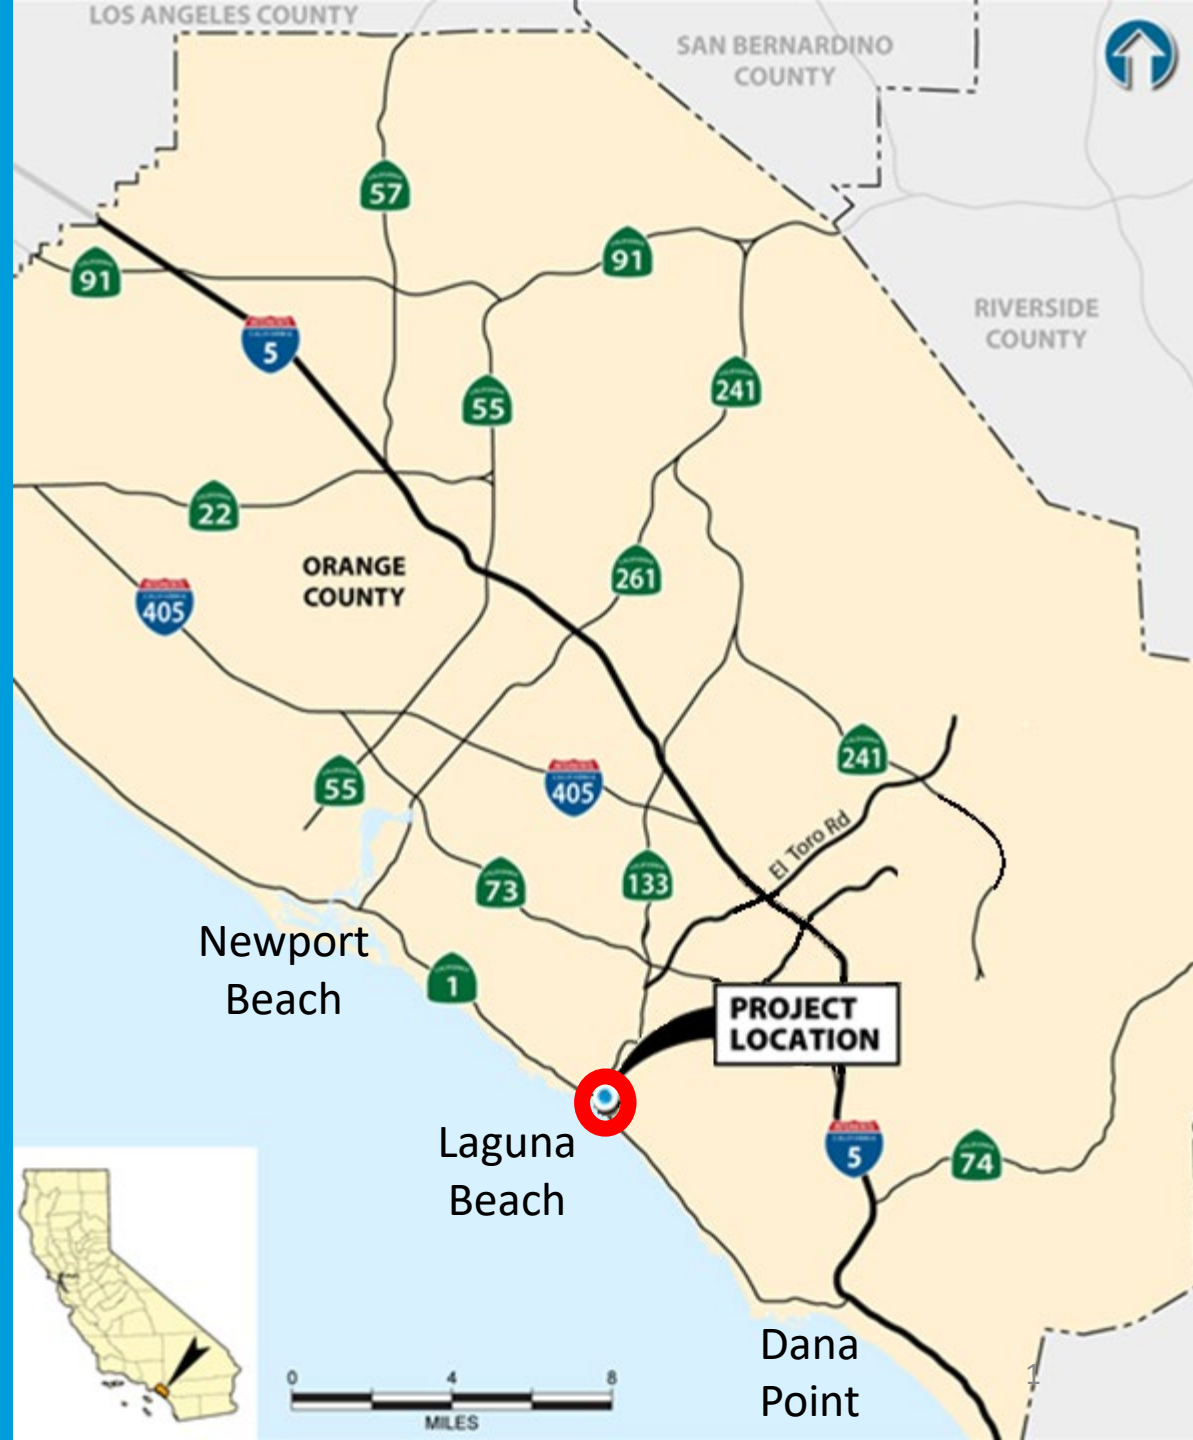 LOS ANGELES COUNTY
SAN BERNARDINO
COUNTY
57
91
91
RIVERSIDE
COUNTY
5
241
55
22
ORANGE
COUNTY
261
405
241
55
405
El Toro Rd
73
133
Newport
Beach
1
PROJECT
LOCATION
Laguna
Beach
5
74
Dana
Point
0 4 8
MILES
1